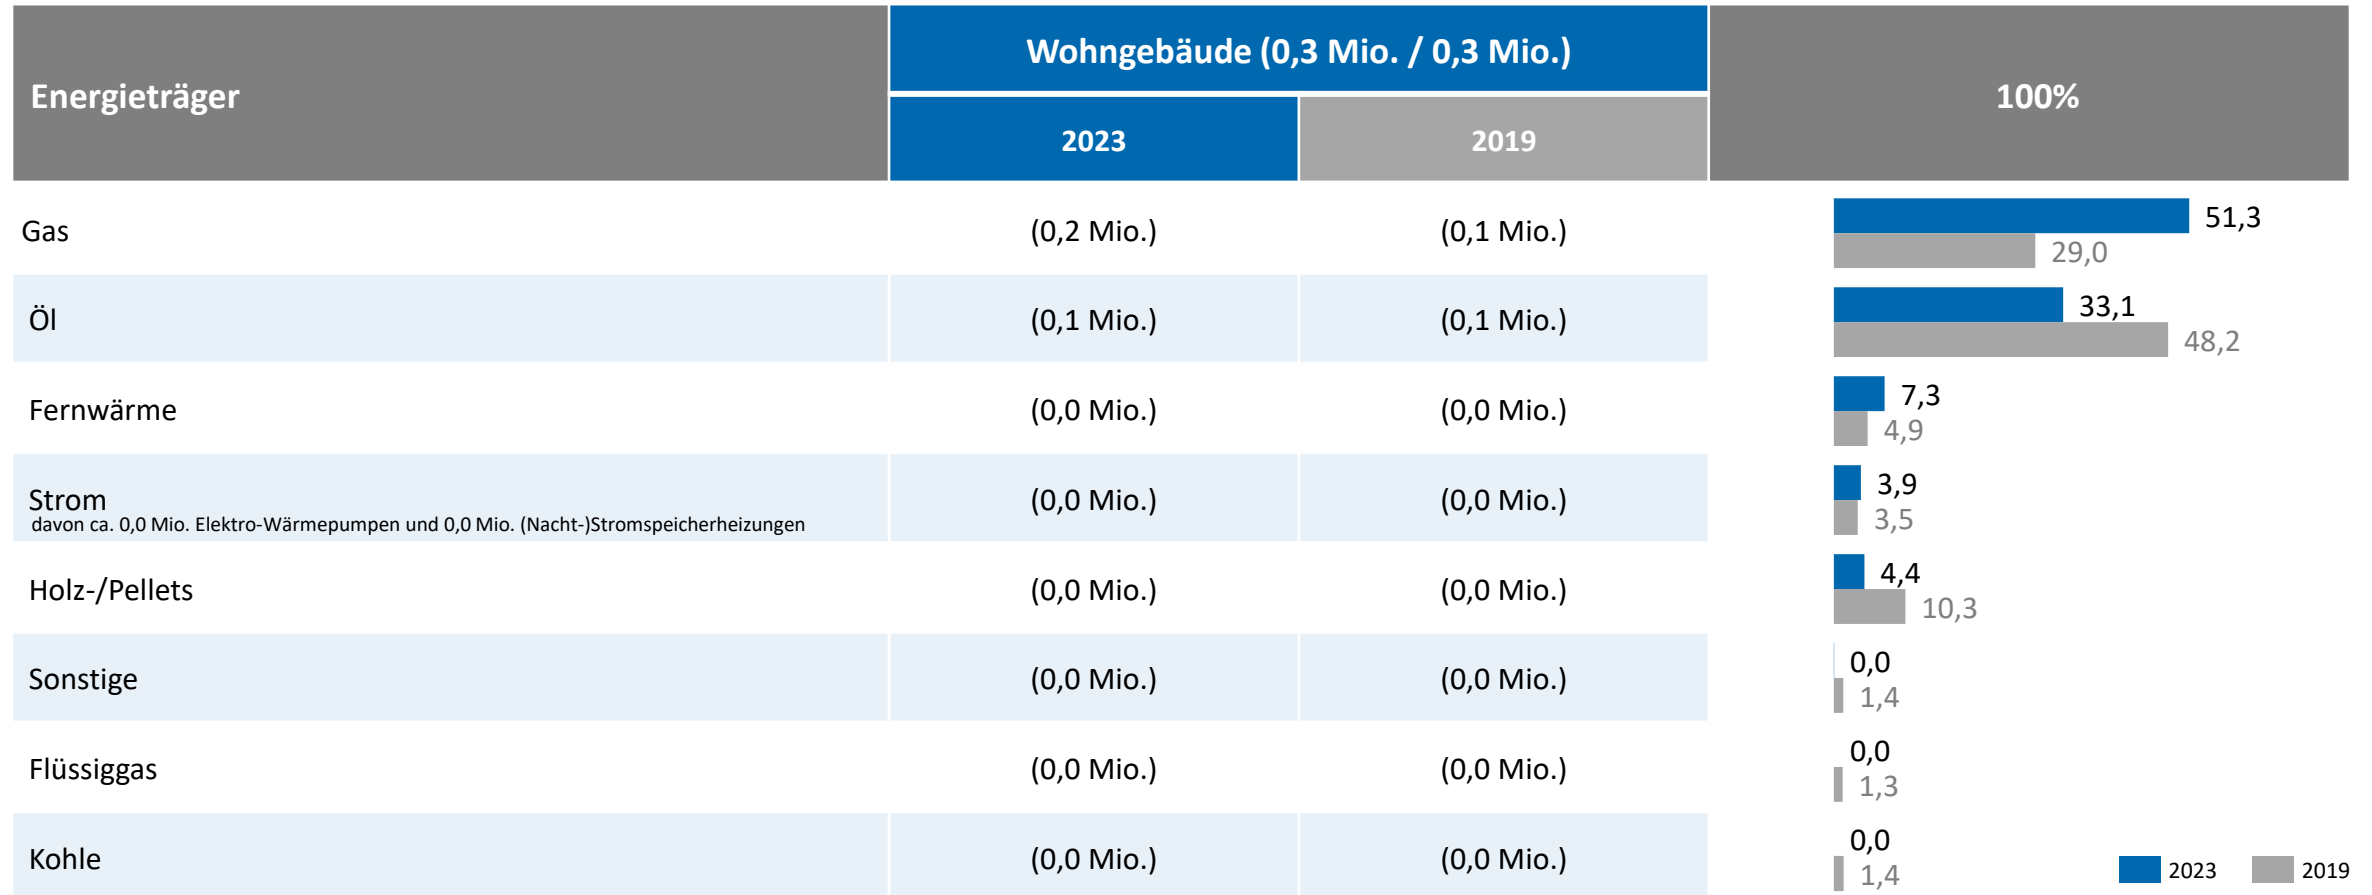 Energieträger
Wohngebäude (0,3 Mio. / 0,3 Mio.)
2023
2019
100%
Gas
(0,2 Mio.)
(0,1 Mio.)
51,3
29,0
Öl
(0,1 Mio.)
(0,1 Mio.)
33,1
48,2
Fernwärme
(0,0 Mio.)
(0,0 Mio.)
7,3
4,9
Strom
davon ca. 0,0 Mio. Elektro-Wärmepumpen und 0,0 Mio. (Nacht-)Stromspeicherheizungen
(0,0 Mio.)
(0,0 Mio.)
3,9
3,5
Holz-/Pellets
(0,0 Mio.)
(0,0 Mio.)
4,4
10,3
Sonstige
(0,0 Mio.)
(0,0 Mio.)
0,0
1,4
Flüssiggas
(0,0 Mio.)
(0,0 Mio.)
0,0
1,3
Kohle
(0,0 Mio.)
(0,0 Mio.)
0,0
1,4
2023
2019